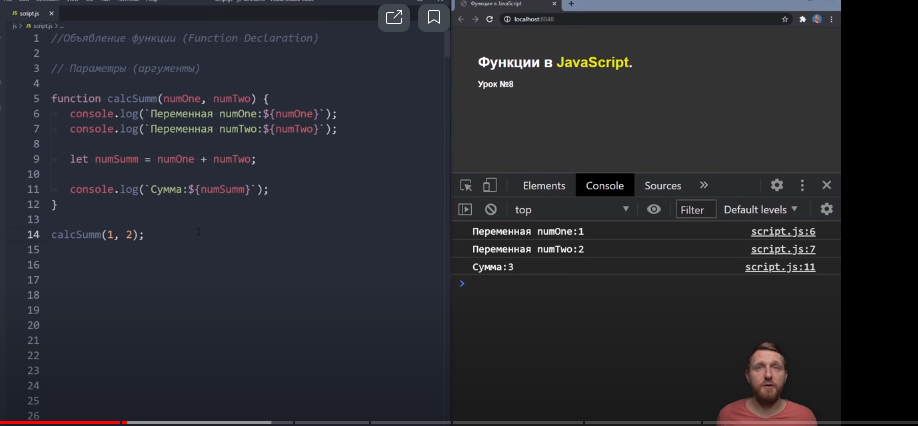 script.js
js > script.js > ...
1 //Объявление функции (Function Declaration)
2
3 // Параметры (аргументы)
4
5 function calcSumm(numOne, numTwo) {
6 console.log(`Переменная numOne:${numOne}`);
7 console.log(`Переменная numTwo:${numTwo}`);
8
9 let numSumm = numOne + numTwo;
10
11 console.log(`Сумма:${numSumm}`);
12 }
13
14 calcSumm(1, 2);
15
16
17
18
19
20
21
22
23
24
25
26
Функции в JavaScript
localhost:8048
Функции в JavaScript.
Урок №8
Elements Console Sources
top Filter Default levels
Переменная numOne:1 script.js:6
Переменная numTwo:2 script.js:7
Сумма:3 script.js:11